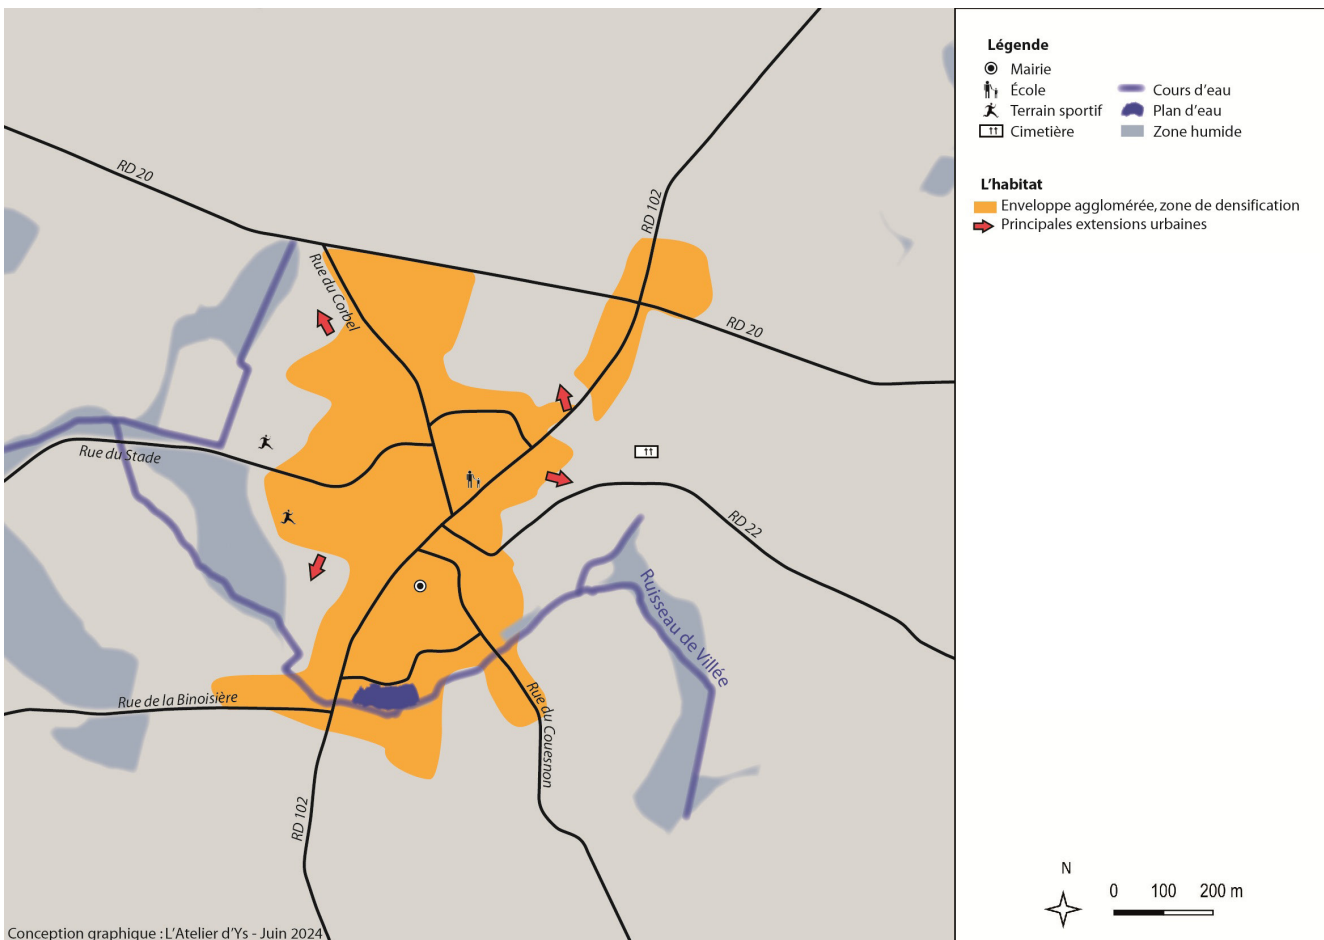 Légende
Mairie
École
Terrain sportif
Cimetière
Cours d'eau
Plan d'eau
Zone humide
L'habitat
Enveloppe agglomérée, zone de densification
Principales extensions urbaines
RD 20
RD 102
Rue du Corbel
RD 20
Rue du Stade
RD 22
Ruisseau de Villée
Rue de la Binoisière
Rue du Couesnon
RD 102
N
0 100 200 m
Conception graphique : L'Atelier d'Ys - Juin 2024